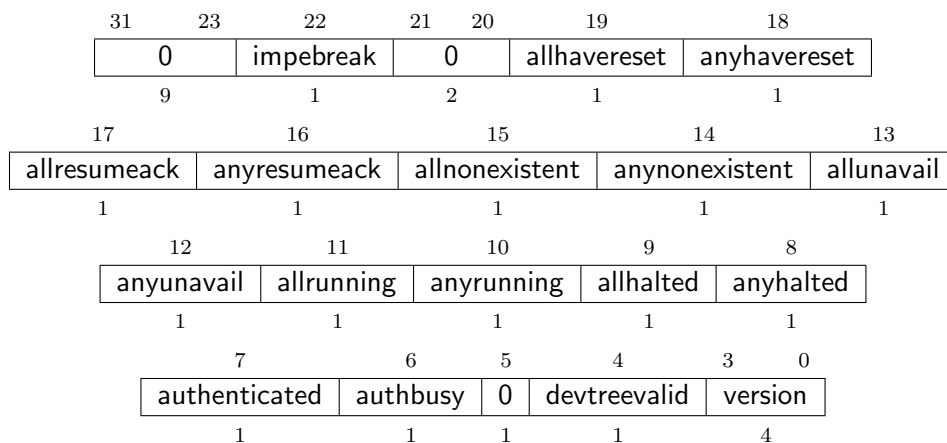 31 23 22 21 20 19 18
0 impebreak 0 allhavereset anyhavereset
9 1 2 1 1
17 16 15 14 13
allresumeack anyresumeack allnonexistent anynonexistent allunavail
1 1 1 1 1
12 11 10 9 8
anyunavail allrunning anyrunning allhalted anyhalted
1 1 1 1 1
7 6 5 4 3 0
authenticated authbusy 0 devtreevalid version
1 1 1 1 4